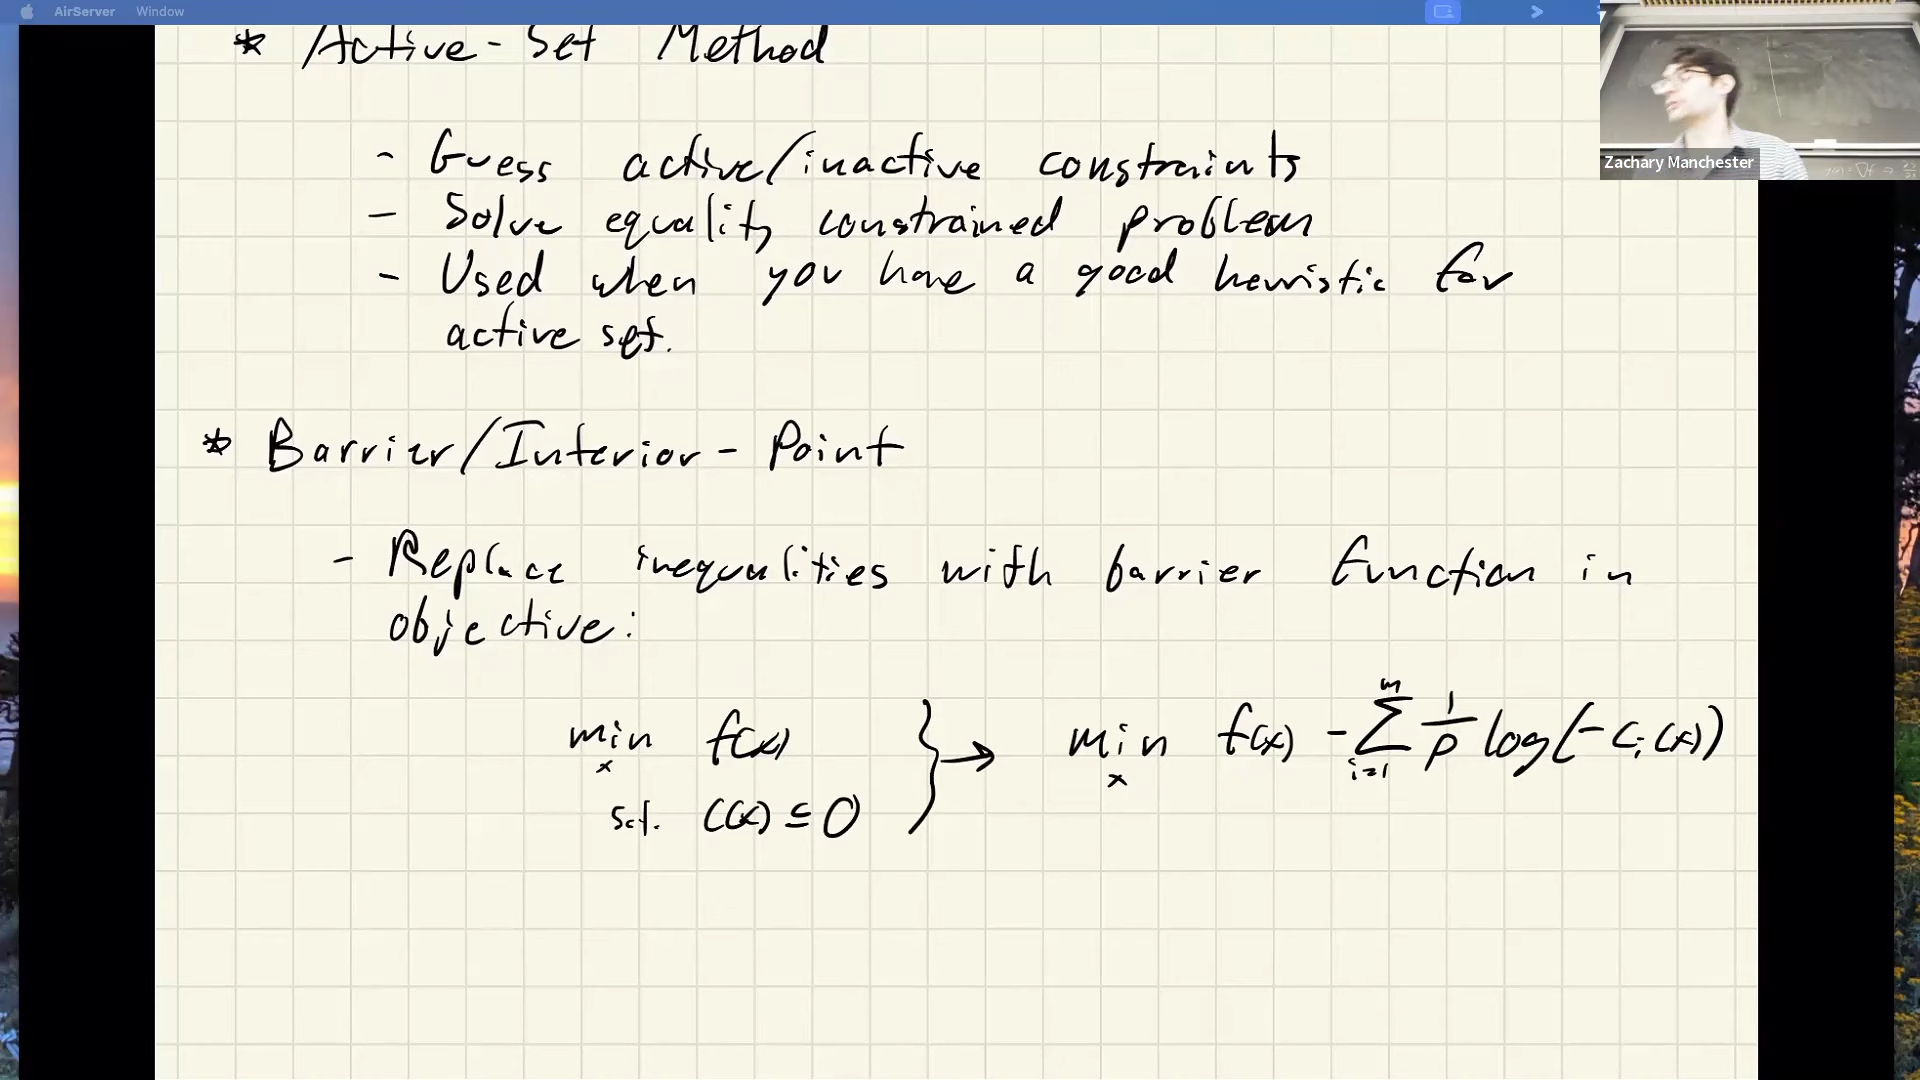 AirServer Window
* Active-Set Method
- Guess active/inactive constraints
- Solve equality constrained problem
- Used when you have a good heuristic for
active set.
* Barrier/Interior-Point
- Replace inequalities with barrier function in
objective:
min f(x) } → min f(x) - Σ 1/ρ log(-cᵢ(x))
x x i=1 m
s.t. c(x) ≤ 0
Zachary Manchester